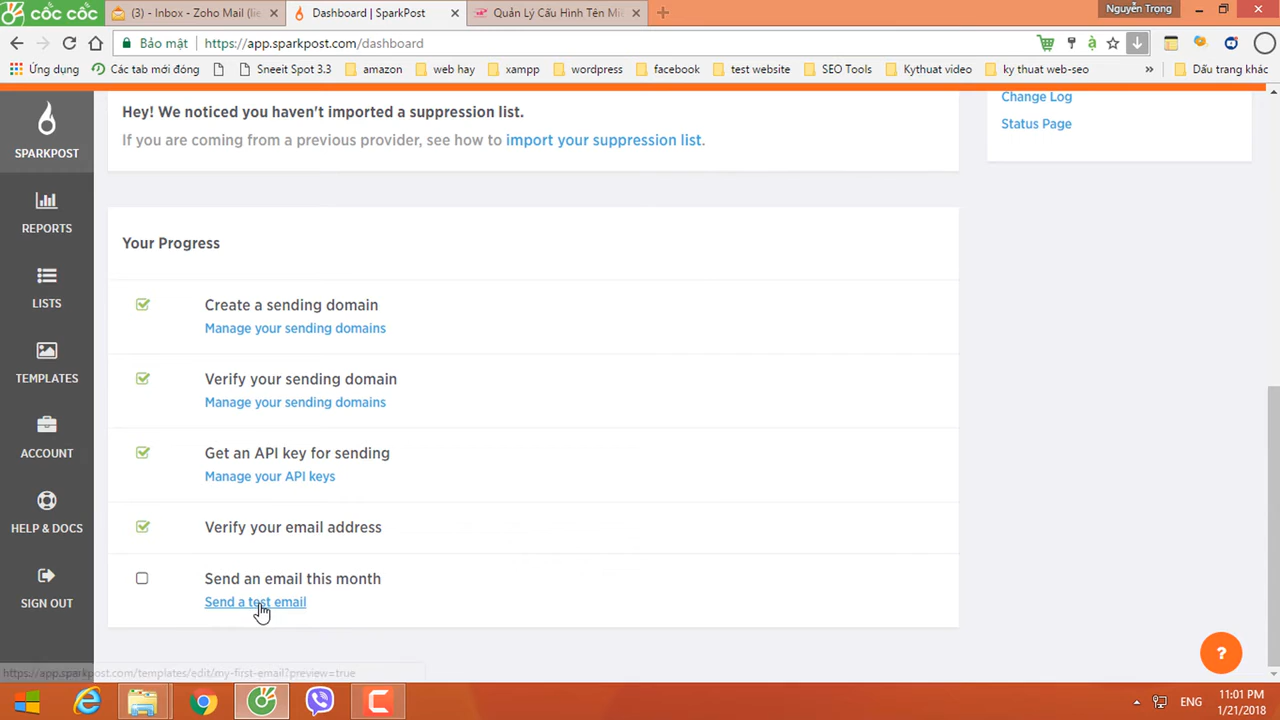 CỐC CỐC
(3) - Inbox - Zoho Mail (lie
Dashboard | SparkPost
Quản Lý Cấu Hình Tên Miề
Nguyễn Trọng
Bảo mật
https://app.sparkpost.com/dashboard
Ứng dụng
Các tab mới đóng
Sneeit Spot 3.3
amazon
web hay
xampp
wordpress
facebook
test website
SEO Tools
Kythuat video
ky thuat web-seo
»
Dấu trang khác
SPARKPOST
REPORTS
LISTS
TEMPLATES
ACCOUNT
HELP & DOCS
SIGN OUT
Hey! We noticed you haven't imported a suppression list.
If you are coming from a previous provider, see how to import your suppression list.
Change Log
Status Page
Your Progress
Create a sending domain
Manage your sending domains
Verify your sending domain
Manage your sending domains
Get an API key for sending
Manage your API keys
Verify your email address
Send an email this month
Send a test email
?
https://app.sparkpost.com/templates/edit/my-first-email?preview=true
ENG
11:01 PM
1/21/2018